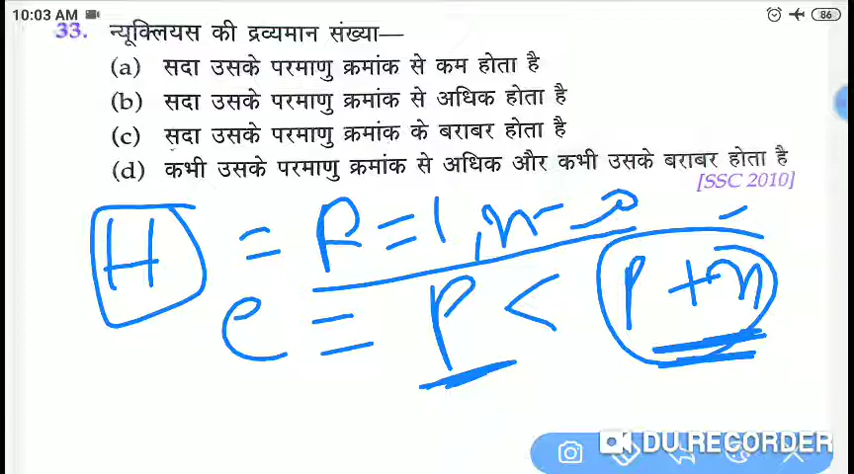 10:03 AM 86
33. न्यूक्लियस की द्रव्यमान संख्या—
(a) सदा उसके परमाणु क्रमांक से कम होता है
(b) सदा उसके परमाणु क्रमांक से अधिक होता है
(c) सदा उसके परमाणु क्रमांक के बराबर होता है
(d) कभी उसके परमाणु क्रमांक से अधिक और कभी उसके बराबर होता है
[SSC 2010]
H = P = 1, n
e = P < P + n
DU RECORDER